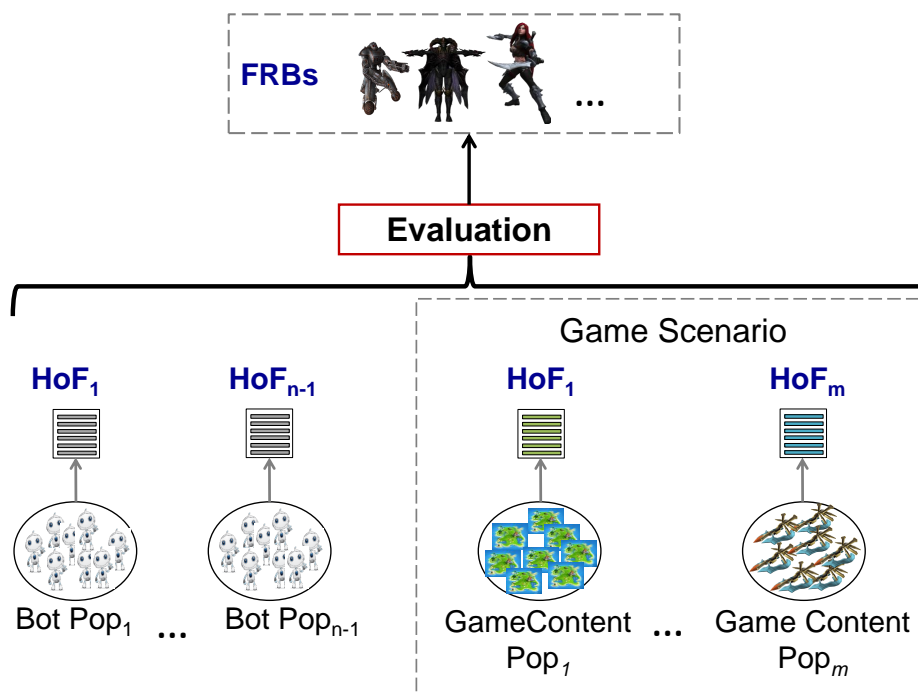 FRBs
...
Evaluation
Game Scenario
HoF1 HoFn-1 HoF1 HoFm
Bot Pop1 ... Bot Popn-1
GameContent Pop1 ... Game Content Popm